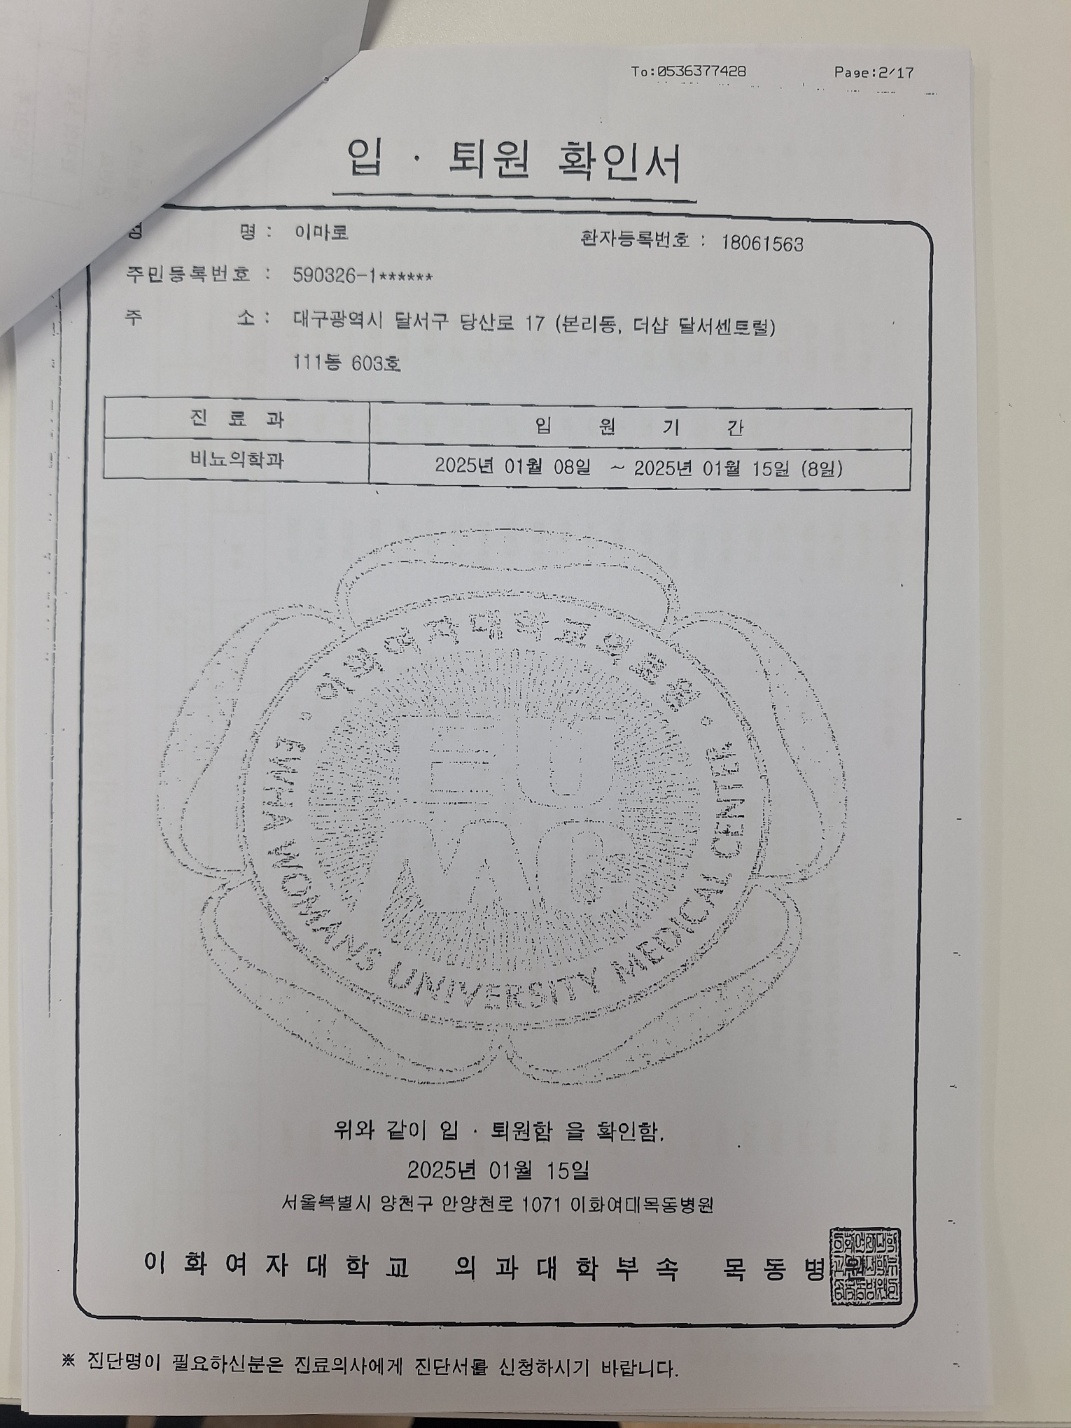 To:0536377428 Page:2/17
입 · 퇴원 확인서
명 : 이마로 환자등록번호 : 18061563
주민등록번호 : 590326-1******
주 소 : 대구광역시 달서구 당산로 17 (본리동, 더샵 달서센트럴)
111동 603호
진 료 과 입 원 기 간
비뇨의학과 2025년 01월 08일 ~ 2025년 01월 15일 (8일)
이화여자대학교의료원
EU
MC
EWHA WOMANS UNIVERSITY MEDICAL CENTER
위와 같이 입 · 퇴원함 을 확인함.
2025년 01월 15일
서울특별시 양천구 안양천로 1071 이화여대목동병원
이 화 여 자 대 학 교 의 과 대 학 부 속 목 동 병 원
※ 진단명이 필요하신분은 진료의사에게 진단서를 신청하시기 바랍니다.